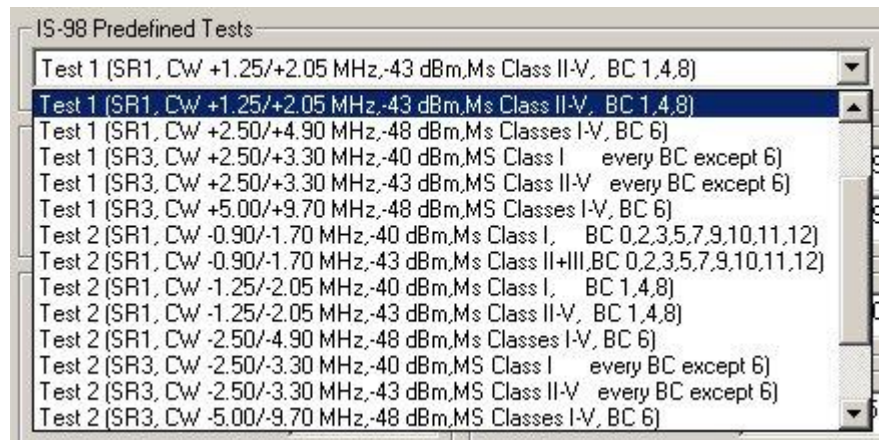 IS-98 Predefined Tests
Test 1 (SR1, CW +1.25/+2.05 MHz,-43 dBm,Ms Class II-V, BC 1,4,8)
Test 1 (SR1, CW +1.25/+2.05 MHz,-43 dBm,Ms Class II-V, BC 1,4,8)
Test 1 (SR1, CW +2.50/+4.90 MHz,-48 dBm,Ms Classes I-V, BC 6)
Test 1 (SR3, CW +2.50/+3.30 MHz,-40 dBm,MS Class I every BC except 6)
Test 1 (SR3, CW +2.50/+3.30 MHz,-43 dBm,MS Class II-V every BC except 6)
Test 1 (SR3, CW +5.00/+9.70 MHz,-48 dBm,MS Classes I-V, BC 6)
Test 2 (SR1, CW -0.90/-1.70 MHz,-40 dBm,Ms Class I, BC 0,2,3,5,7,9,10,11,12)
Test 2 (SR1, CW -0.90/-1.70 MHz,-43 dBm,Ms Class II+III,BC 0,2,3,5,7,9,10,11,12)
Test 2 (SR1, CW -1.25/-2.05 MHz,-40 dBm,Ms Class I, BC 1,4,8)
Test 2 (SR1, CW -1.25/-2.05 MHz,-43 dBm,Ms Class II-V, BC 1,4,8)
Test 2 (SR1, CW -2.50/-4.90 MHz,-48 dBm,Ms Classes I-V, BC 6)
Test 2 (SR3, CW -2.50/-3.30 MHz,-40 dBm,MS Class I every BC except 6)
Test 2 (SR3, CW -2.50/-3.30 MHz,-43 dBm,MS Class II-V every BC except 6)
Test 2 (SR3, CW -5.00/-9.70 MHz,-48 dBm,MS Classes I-V, BC 6)